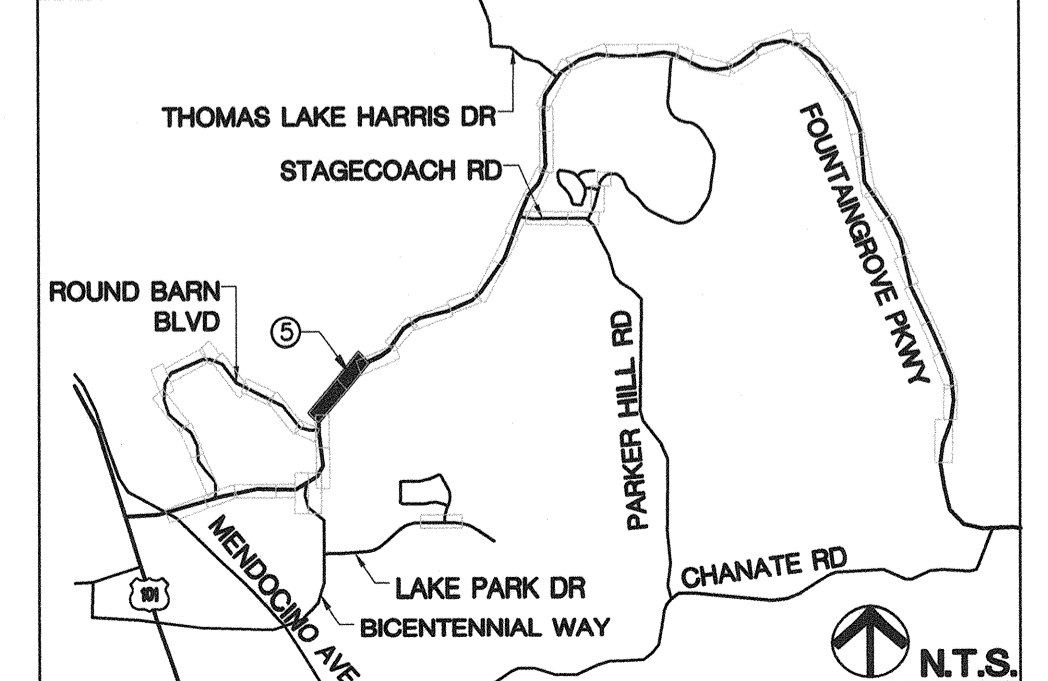 THOMAS LAKE HARRIS DR
STAGECOACH RD
FOUNTAINGROVE PKWY
ROUND BARN
BLVD
5
PARKER HILL RD
MENDOCINO AVE
CHANATE RD
LAKE PARK DR
101
BICENTENNIAL WAY
N.T.S.